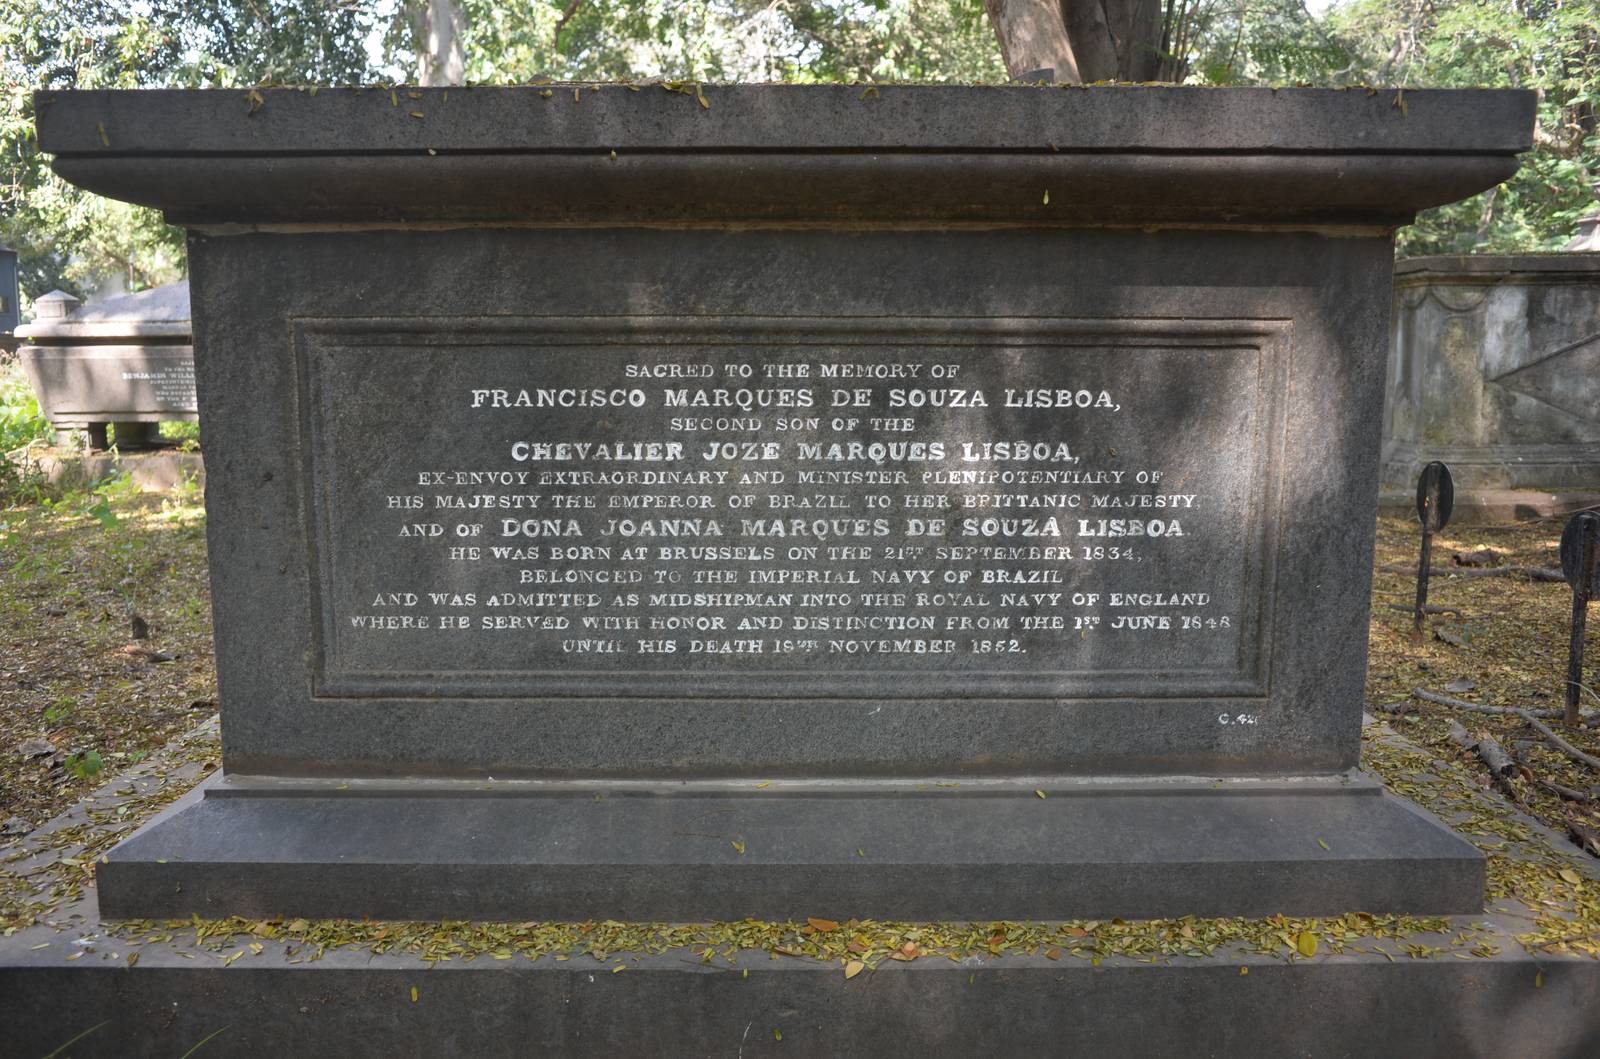 SACRED TO THE MEMORY OF
FRANCISCO MARQUES DE SOUZA LISBOA,
SECOND SON OF THE
CHEVALIER JOZE MARQUES LISBOA,
EX-ENVOY EXTRAORDINARY AND MINISTER PLENIPOTENTIARY OF
HIS MAJESTY THE EMPEROR OF BRAZIL TO HER BRITTANIC MAJESTY,
AND OF DONA JOANNA MARQUES DE SOUZA LISBOA.
HE WAS BORN AT BRUSSELS ON THE 21ST SEPTEMBER 1834,
BELONGED TO THE IMPERIAL NAVY OF BRAZIL
AND WAS ADMITTED AS MIDSHIPMAN INTO THE ROYAL NAVY OF ENGLAND
WHERE HE SERVED WITH HONOR AND DISTINCTION FROM THE 1ST JUNE 1848
UNTIL HIS DEATH NOVEMBER 1852.
BENJAMIN